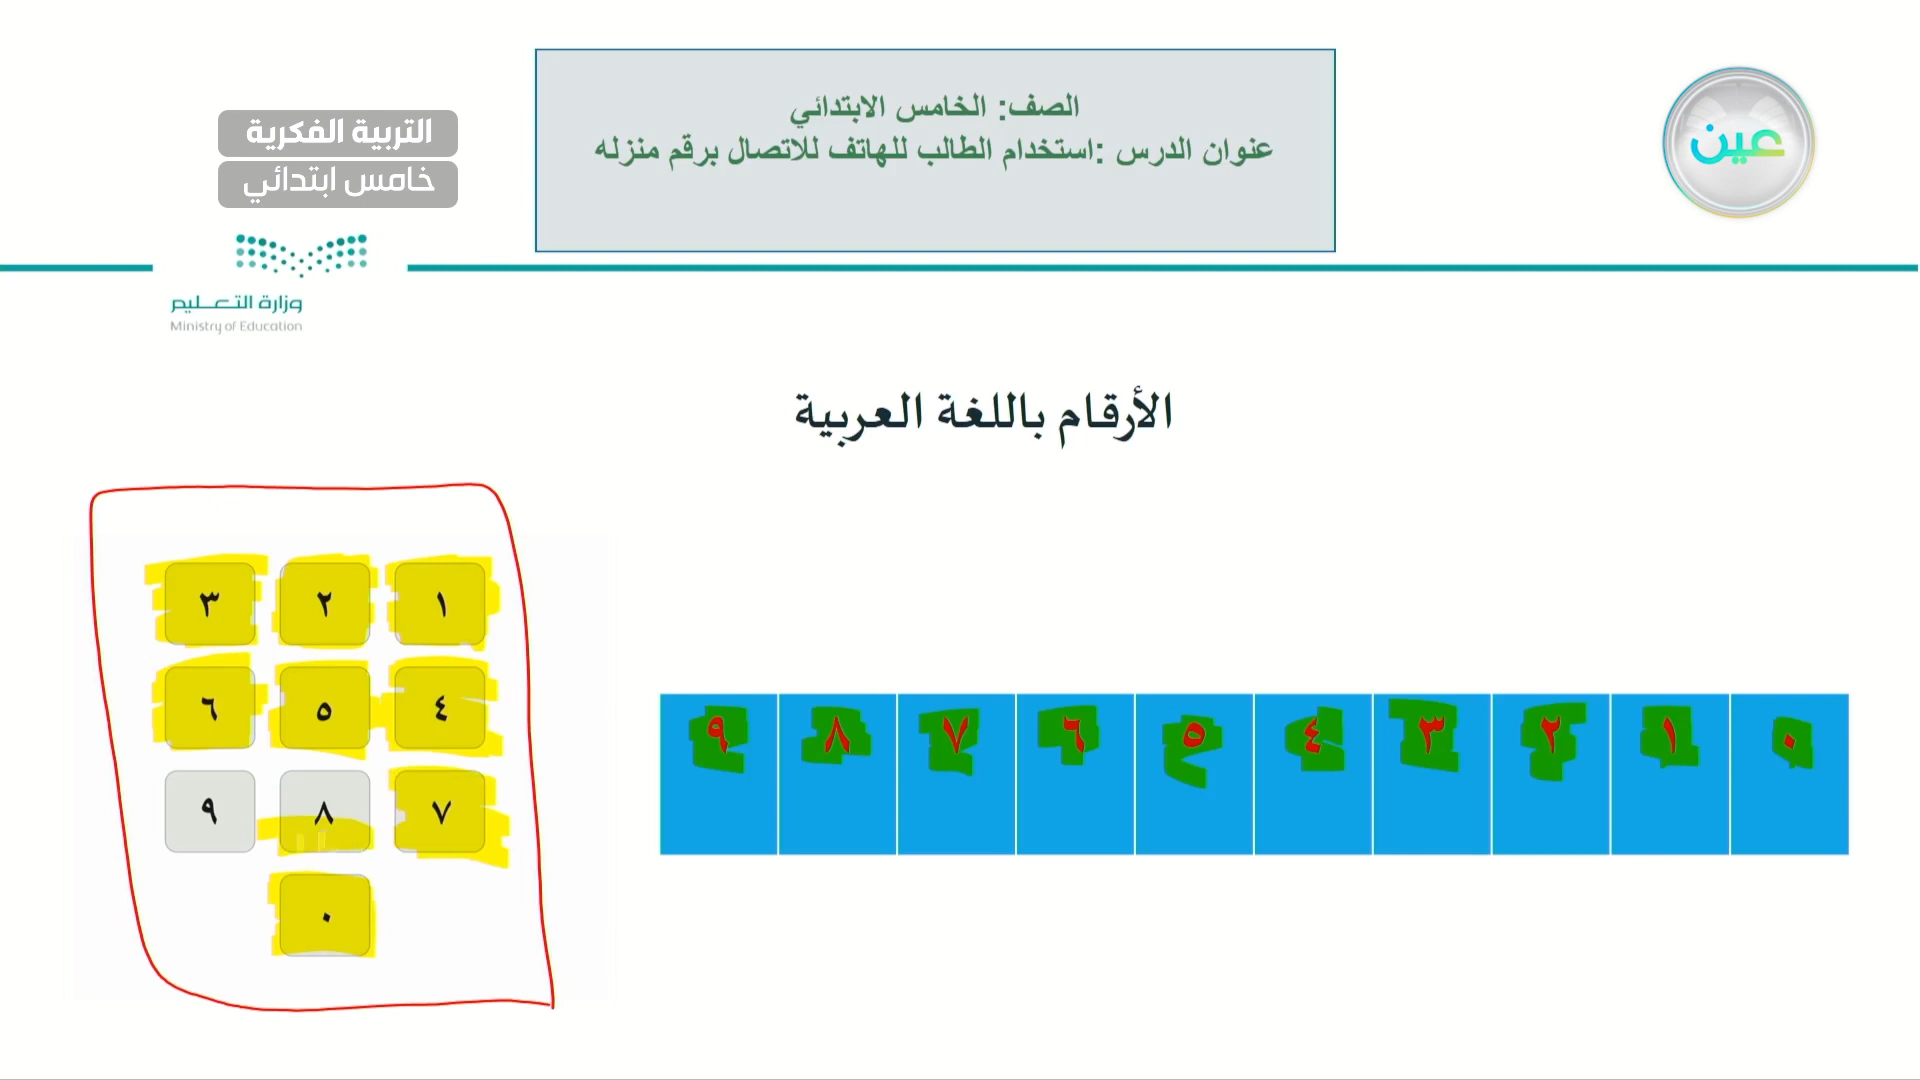 الصف: الخامس الابتدائي
عنوان الدرس :استخدام الطالب للهاتف للاتصال برقم منزله
عين
التربية الفكرية
خامس ابتدائي
وزارة التعليم
Ministry of Education
الأرقام باللغة العربية
١ ٢ ٣
٤ ٥ ٦
٧ ٨ ٩
٠
٠ ١ ٢ ٣ ٤ ٥ ٦ ٧ ٨ ٩